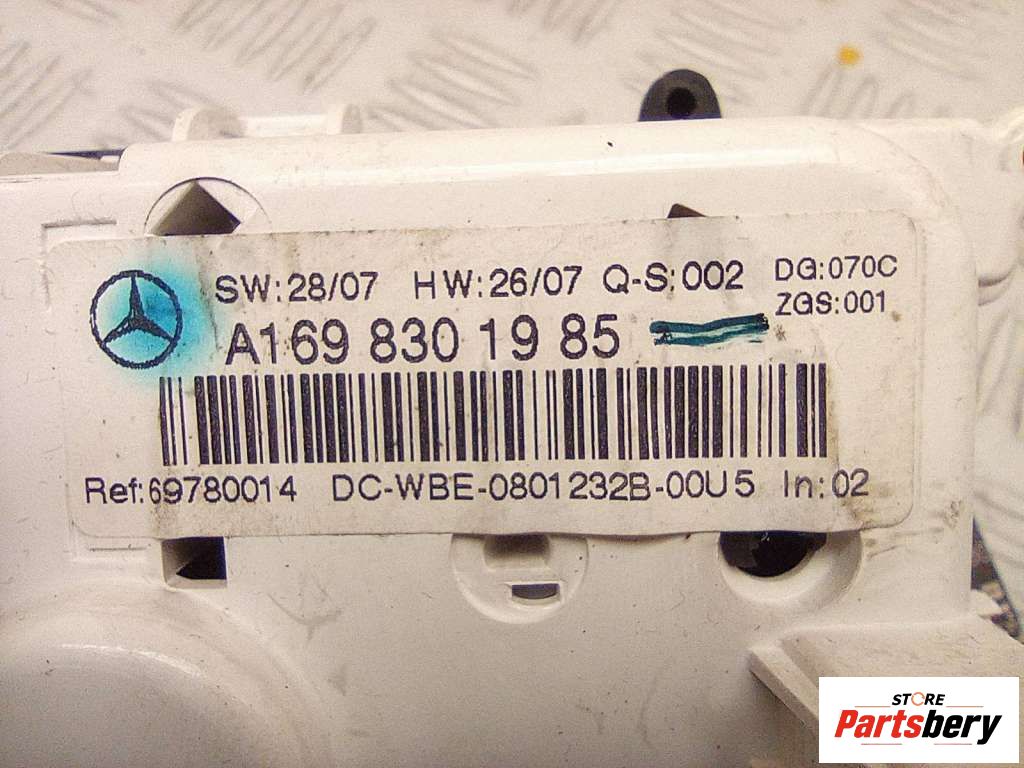 SW:28/07 HW:26/07 Q-S:002 DG:070C
ZGS:001
A169 830 19 85
Ref:69780014 DC-WBE-0801232B-00U5 In:02
STORE
Partsbery